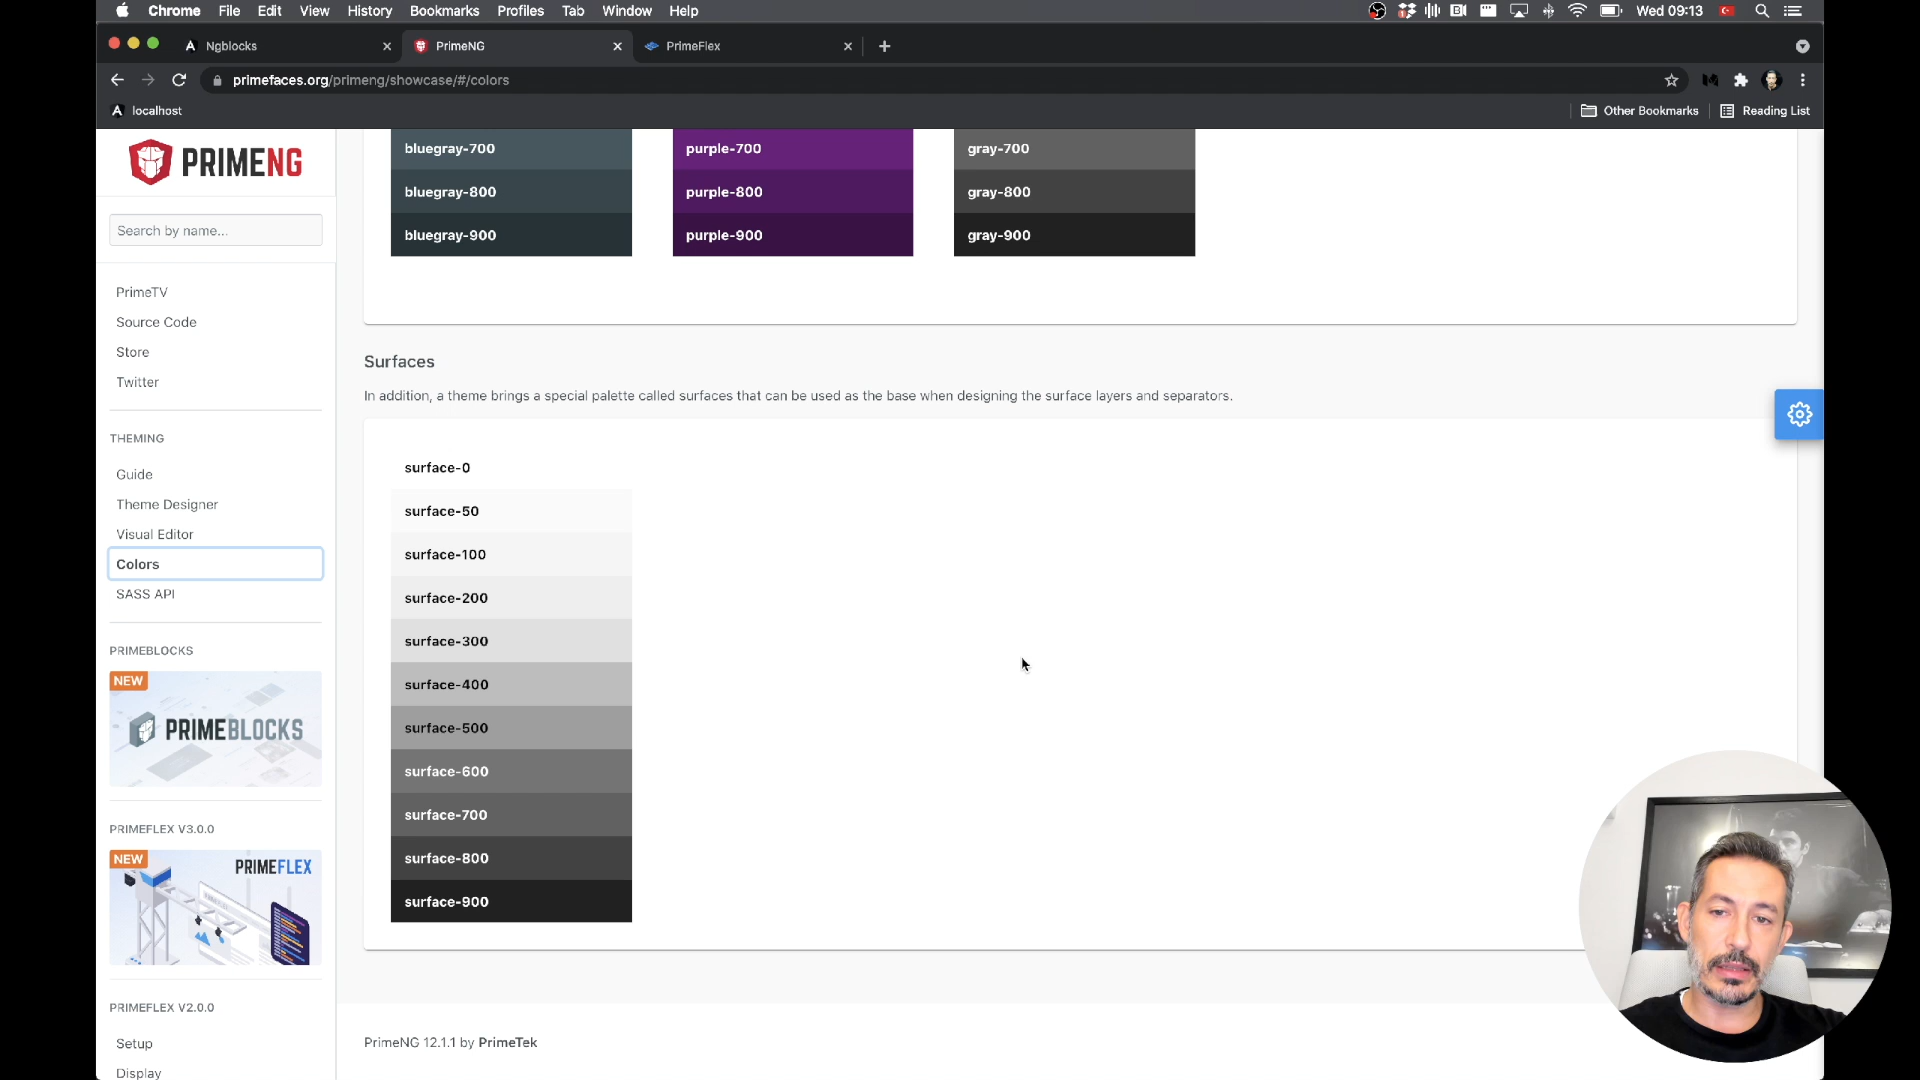 Chrome File Edit View History Bookmarks Profiles Tab Window Help Wed 09:13
Ngblocks PrimeNG PrimeFlex
primefaces.org/primeng/showcase/#/colors
localhost Other Bookmarks Reading List
PRIMENG
Search by name...
PrimeTV
Source Code
Store
Twitter
THEMING
Guide
Theme Designer
Visual Editor
Colors
SASS API
PRIMEBLOCKS
NEW
PRIMEBLOCKS
PRIMEFLEX V3.0.0
NEW
PRIMEFLEX
PRIMEFLEX V2.0.0
Setup
Display
bluegray-700
bluegray-800
bluegray-900
purple-700
purple-800
purple-900
gray-700
gray-800
gray-900
Surfaces
In addition, a theme brings a special palette called surfaces that can be used as the base when designing the surface layers and separators.
surface-0
surface-50
surface-100
surface-200
surface-300
surface-400
surface-500
surface-600
surface-700
surface-800
surface-900
PrimeNG 12.1.1 by PrimeTek